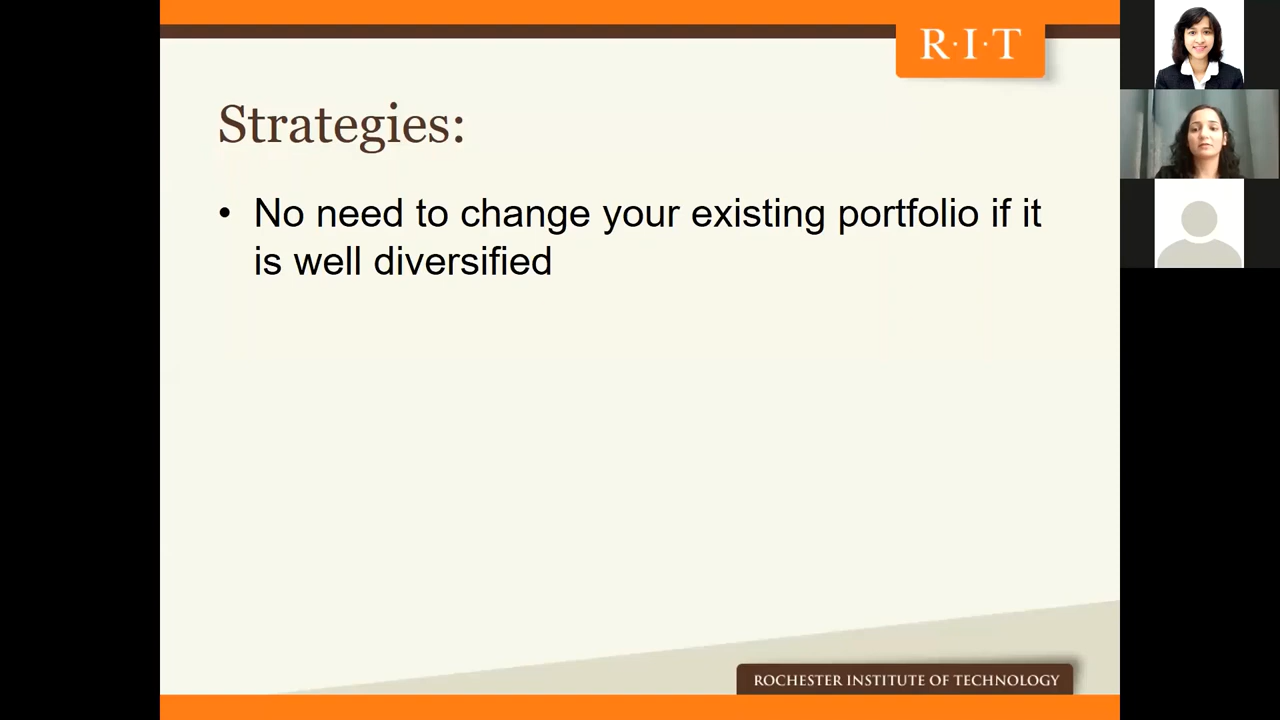 R·I·T
Strategies:
• No need to change your existing portfolio if it
is well diversified
ROCHESTER INSTITUTE OF TECHNOLOGY